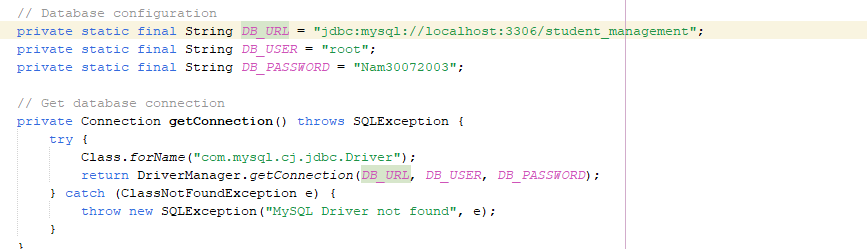 // Database configuration
private static final String DB_URL = "jdbc:mysql://localhost:3306/student_management";
private static final String DB_USER = "root";
private static final String DB_PASSWORD = "Nam30072003";
// Get database connection
private Connection getConnection() throws SQLException {
try {
Class.forName("com.mysql.cj.jdbc.Driver");
return DriverManager.getConnection(DB_URL, DB_USER, DB_PASSWORD);
} catch (ClassNotFoundException e) {
throw new SQLException("MySQL Driver not found", e);
}
}